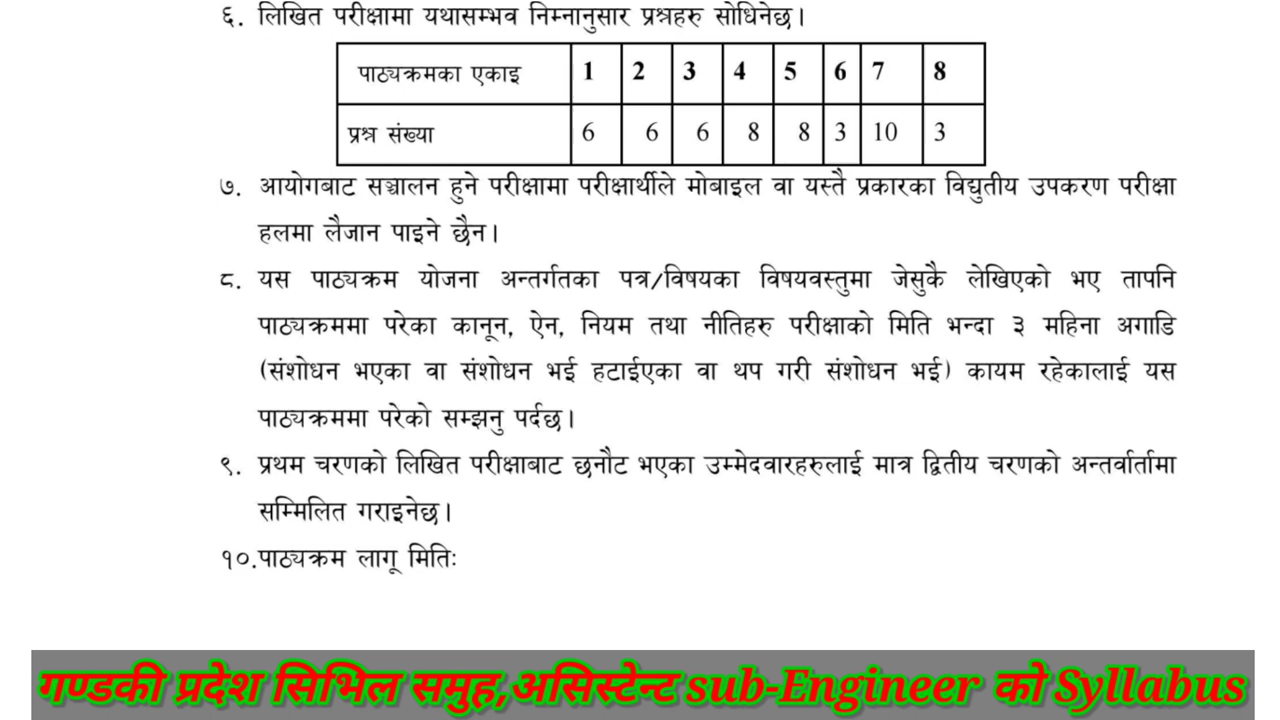 ६. लिखित परीक्षामा यथासम्भव निम्नानुसार प्रश्नहरु सोधिनेछ।
पाठ्यक्रमका एकाइ 1 2 3 4 5 6 7 8
प्रश्न संख्या 6 6 6 8 8 3 10 3
७. आयोगबाट सञ्चालन हुने परीक्षामा परीक्षार्थीले मोबाइल वा यस्तै प्रकारका विद्युतीय उपकरण परीक्षा
हलमा लैजान पाइने छैन।
८. यस पाठ्यक्रम योजना अन्तर्गतका पत्र/विषयका विषयवस्तुमा जेसुकै लेखिएको भए तापनि
पाठ्यक्रममा परेका कानून, ऐन, नियम तथा नीतिहरु परीक्षाको मिति भन्दा ३ महिना अगाडि
(संशोधन भएका वा संशोधन भई हटाईएका वा थप गरी संशोधन भई) कायम रहेकालाई यस
पाठ्यक्रममा परेको सम्झनु पर्दछ।
९. प्रथम चरणको लिखित परीक्षाबाट छनौट भएका उम्मेदवारहरुलाई मात्र द्वितीय चरणको अन्तर्वार्तामा
सम्मिलित गराइनेछ।
१०.पाठ्यक्रम लागू मितिः
गण्डकी प्रदेश सिभिल समुह,असिस्टेन्ट sub-Engineer को Syllabus